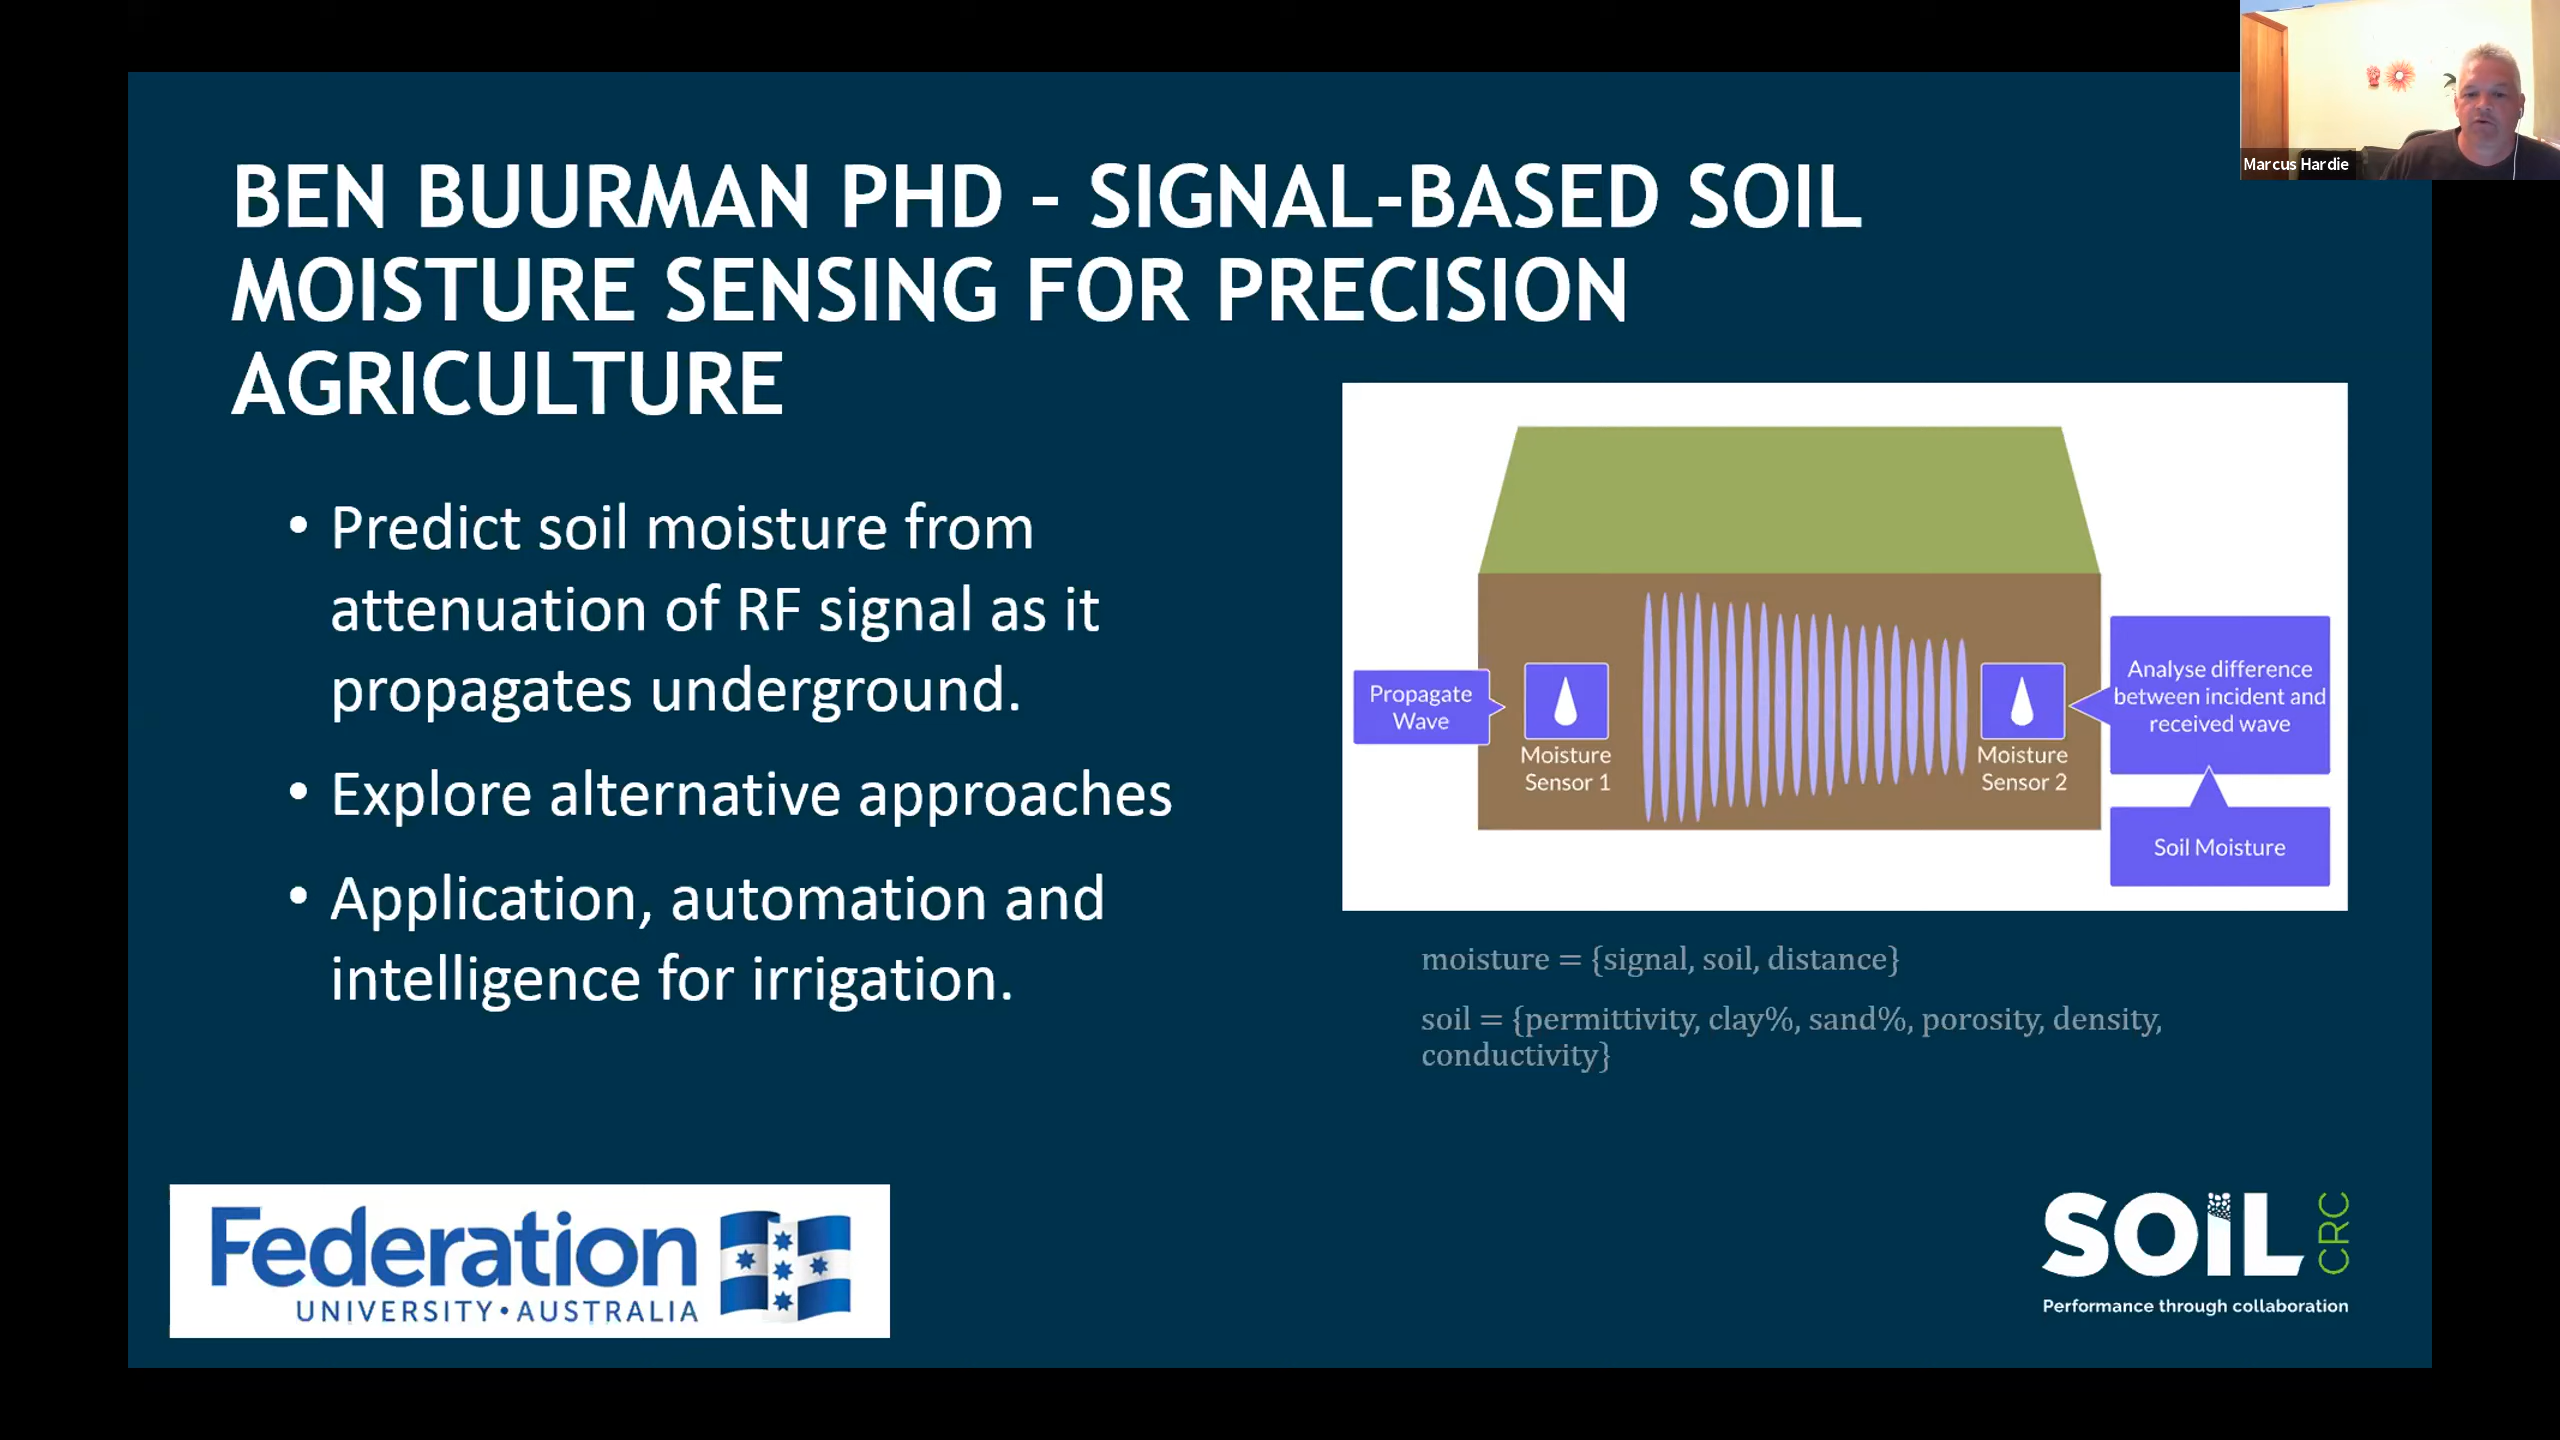 Marcus Hardie
BEN BUURMAN PHD – SIGNAL-BASED SOIL
MOISTURE SENSING FOR PRECISION
AGRICULTURE
• Predict soil moisture from
attenuation of RF signal as it
propagates underground.
• Explore alternative approaches
• Application, automation and
intelligence for irrigation.
Propagate
Wave
Moisture
Sensor 1
Moisture
Sensor 2
Analyse difference
between incident and
received wave
Soil Moisture
moisture = {signal, soil, distance}
soil = {permittivity, clay%, sand%, porosity, density,
conductivity}
Federation
UNIVERSITY • AUSTRALIA
SOIL CRC
Performance through collaboration